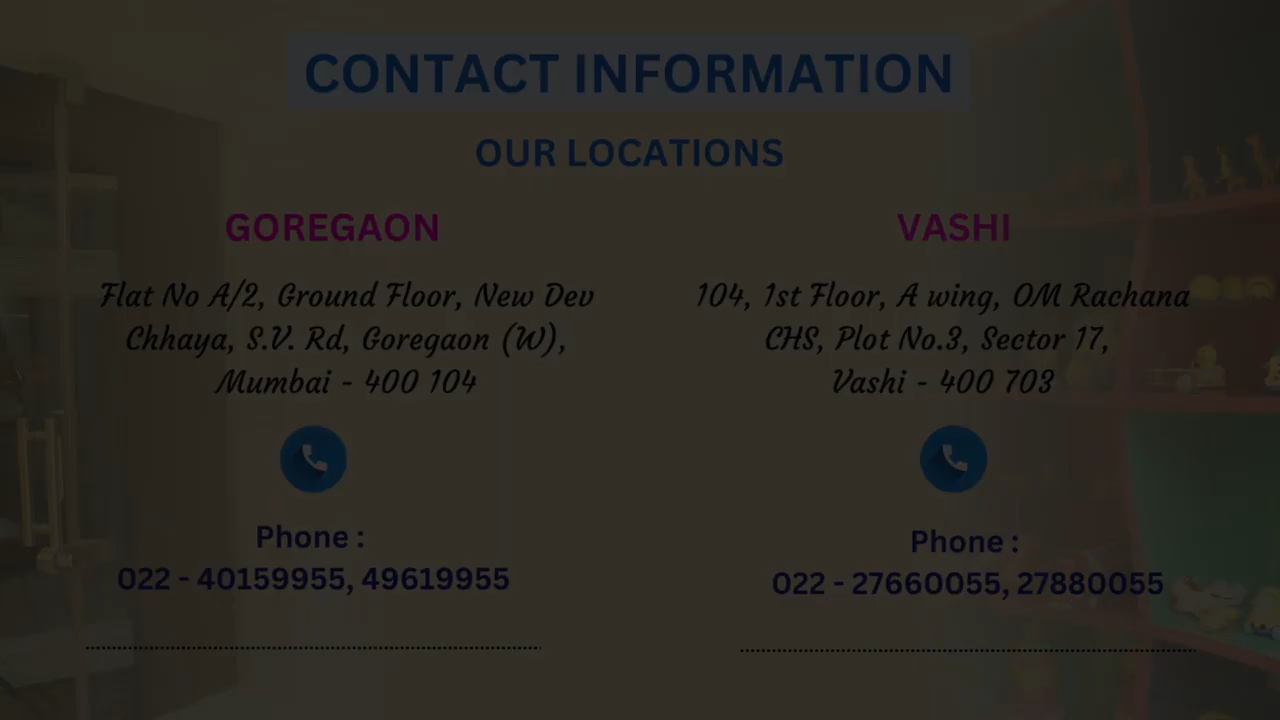 CONTACT INFORMATION
OUR LOCATIONS
GOREGAON
Flat No A/2, Ground Floor, New Dev
Chhaya, S.V. Rd, Goregaon (W),
Mumbai - 400 104
Phone :
022 - 40159955, 49619955
VASHI
104, 1st Floor, A wing, OM Rachana
CHS, Plot No.3, Sector 17,
Vashi - 400 703
Phone :
022 - 27660055, 27880055